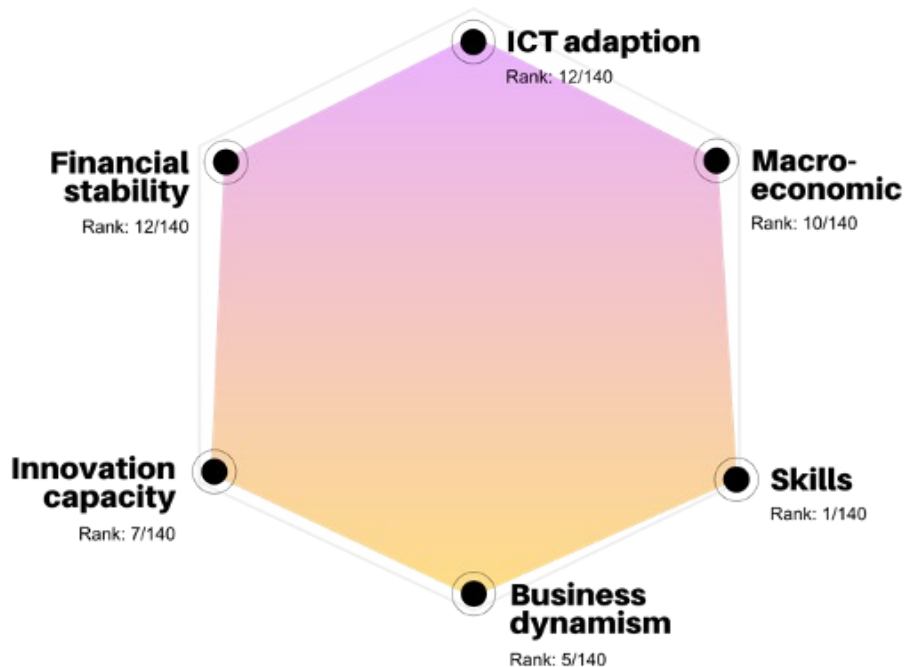 ICT adaption
Rank: 12/140
Financial
stability
Rank: 12/140
Macro-
economic
Rank: 10/140
Innovation
capacity
Rank: 7/140
Skills
Rank: 1/140
Business
dynamism
Rank: 5/140